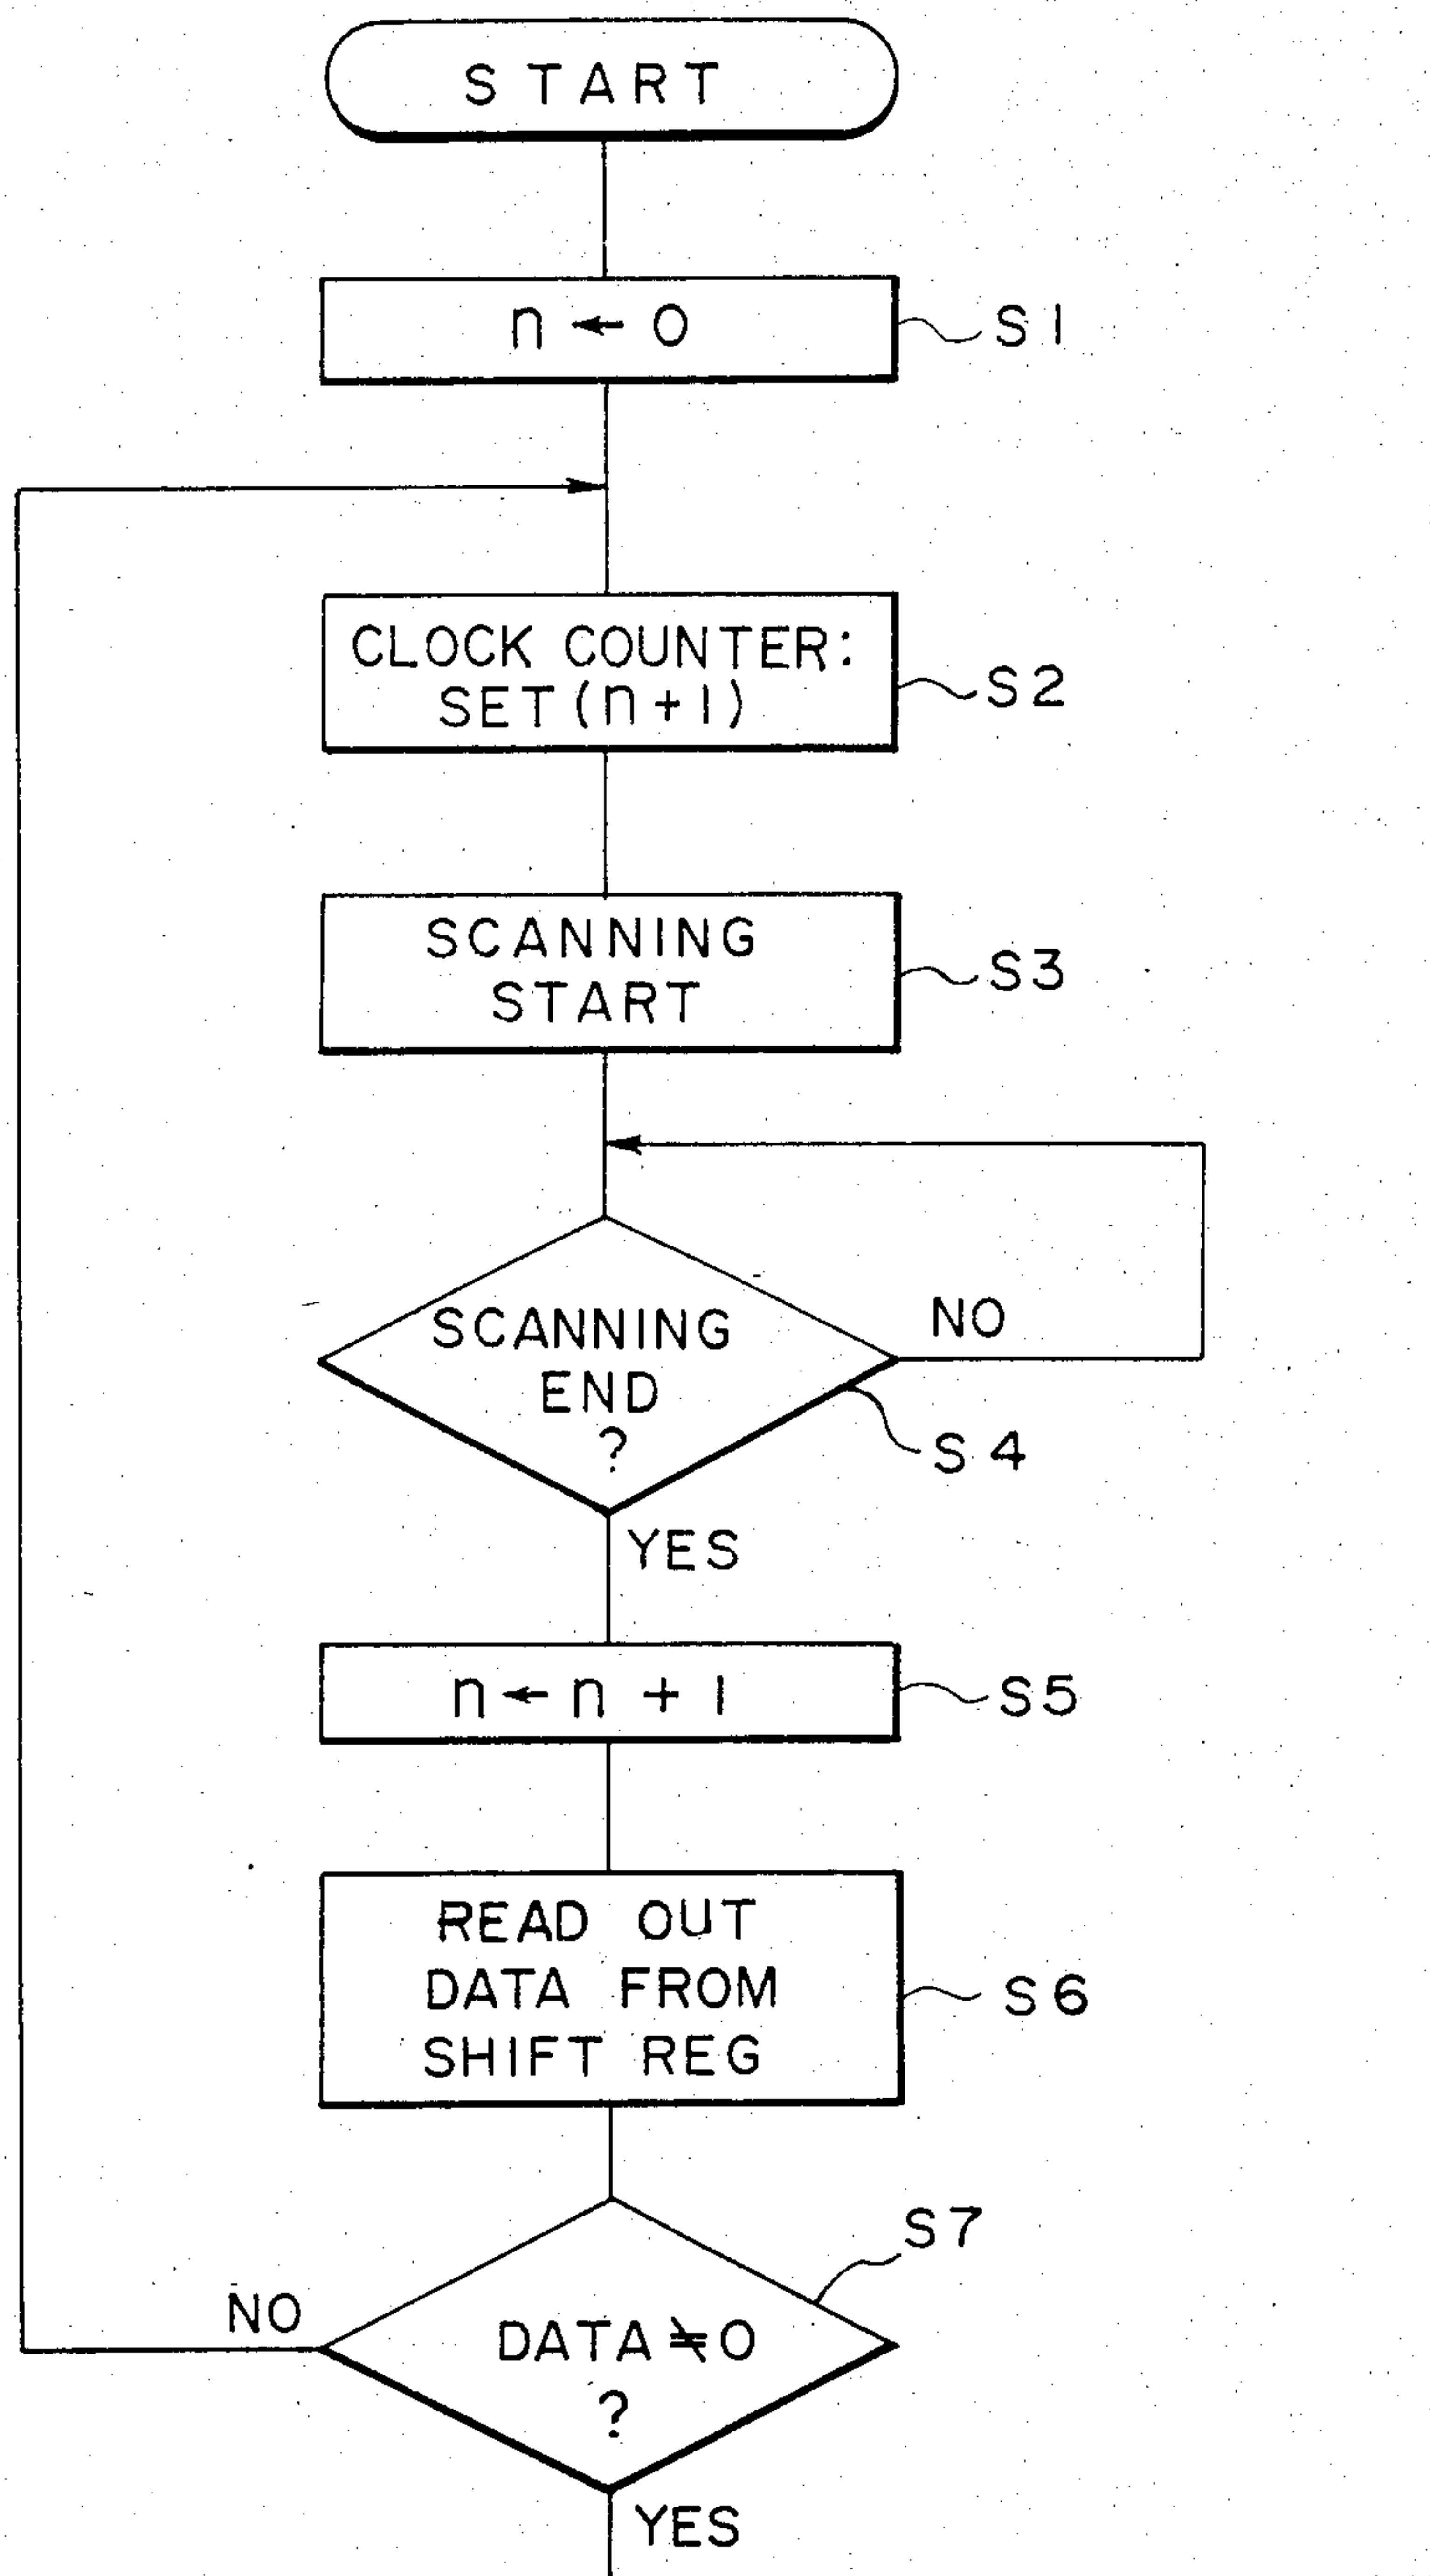 START
n ← 0
S1
CLOCK COUNTER:
SET (n+1)
S2
SCANNING
START
S3
SCANNING
END
?
NO
S4
YES
n ← n + 1
S5
READ OUT
DATA FROM
SHIFT REG
S6
S7
NO
DATA ≠ 0
?
YES